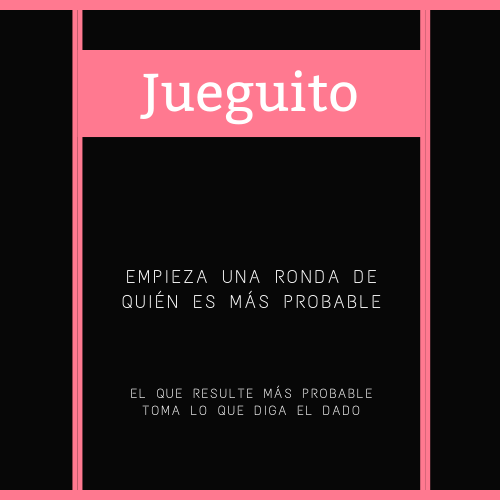 Jueguito
EMPIEZA UNA RONDA DE
QUIÉN ES MÁS PROBABLE
EL QUE RESULTE MÁS PROBABLE
TOMA LO QUE DIGA EL DADO